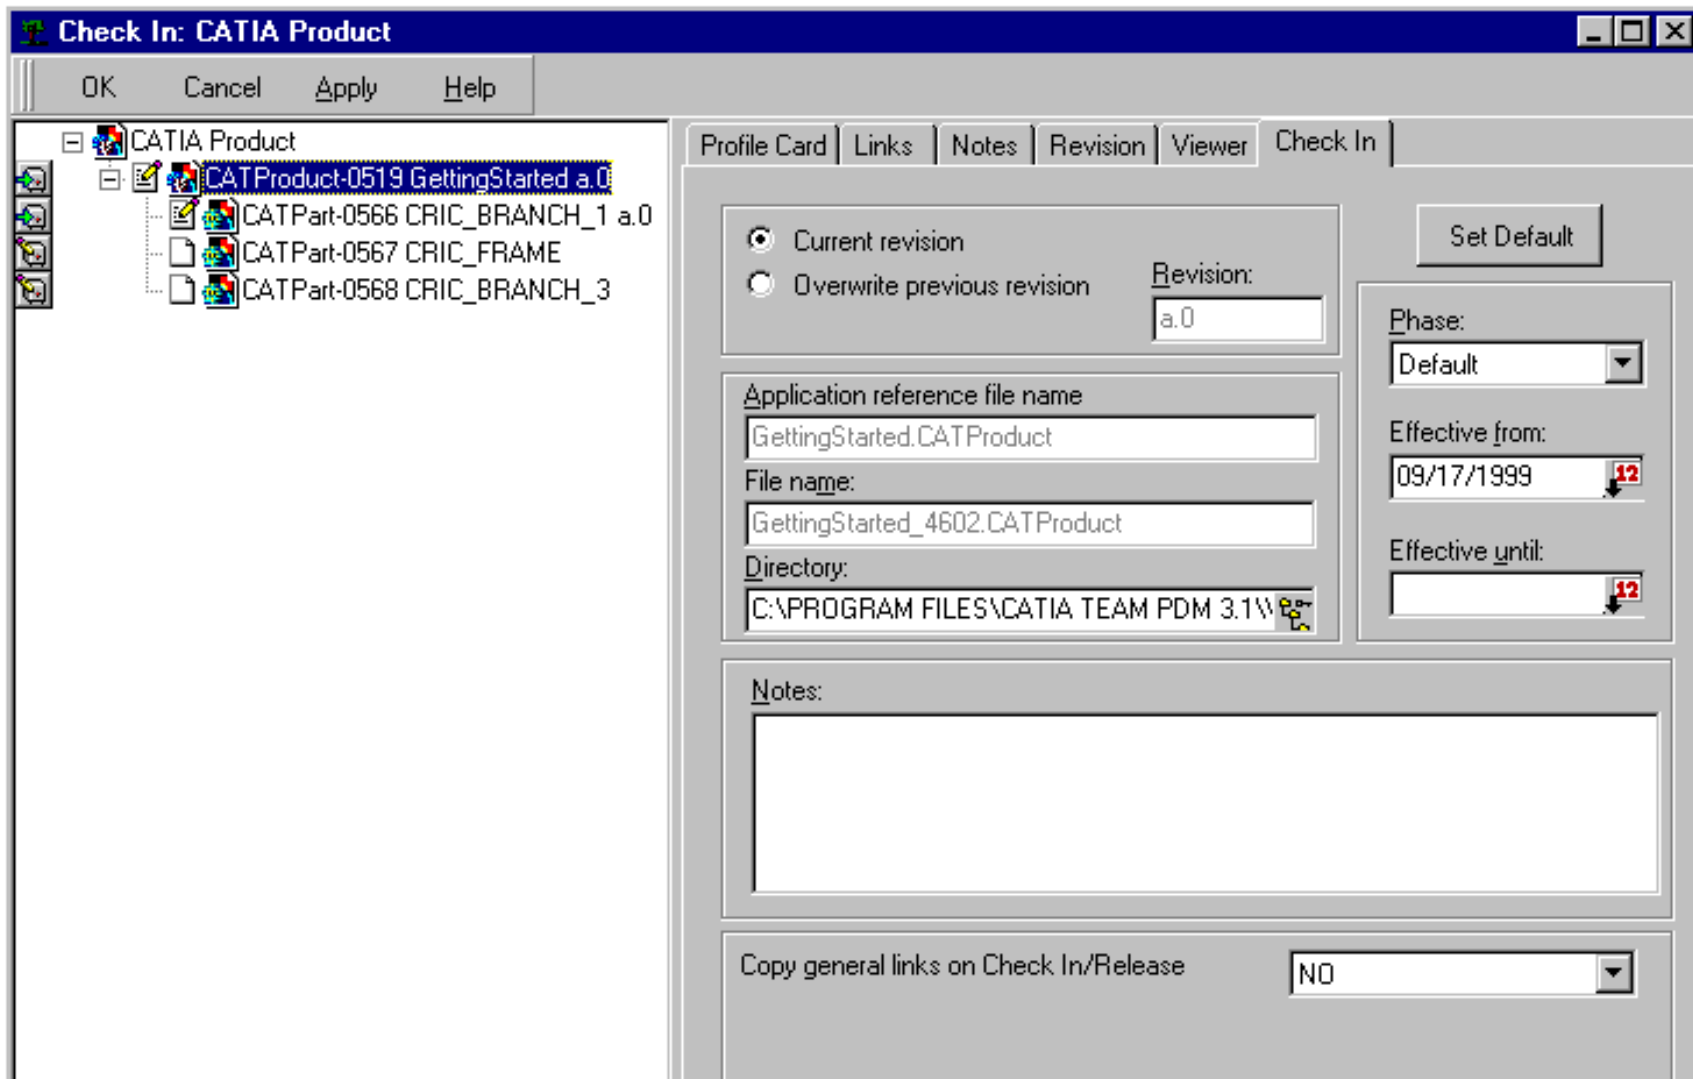 Check In: CATIA Product
OK Cancel Apply Help
CATIA Product
CATProduct-0519 GettingStarted a.0
CATPart-0566 CRIC_BRANCH_1 a.0
CATPart-0567 CRIC_FRAME
CATPart-0568 CRIC_BRANCH_3
Profile Card Links Notes Revision Viewer Check In
Current revision
Overwrite previous revision
Revision:
a.0
Set Default
Application reference file name
GettingStarted.CATProduct
File name:
GettingStarted_4602.CATProduct
Directory:
C:\PROGRAM FILES\CATIA TEAM PDM 3.1\\
Phase:
Default
Effective from:
09/17/1999
12
Effective until:
12
Notes:
Copy general links on Check In/Release
NO